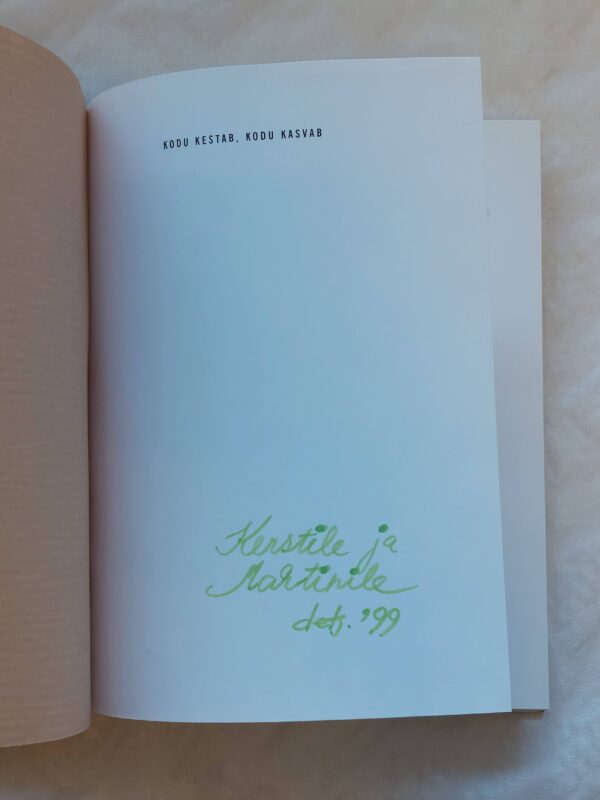 KODU KESTAB, KODU KASVAB
Kerstile ja
Martinile
dets. '99